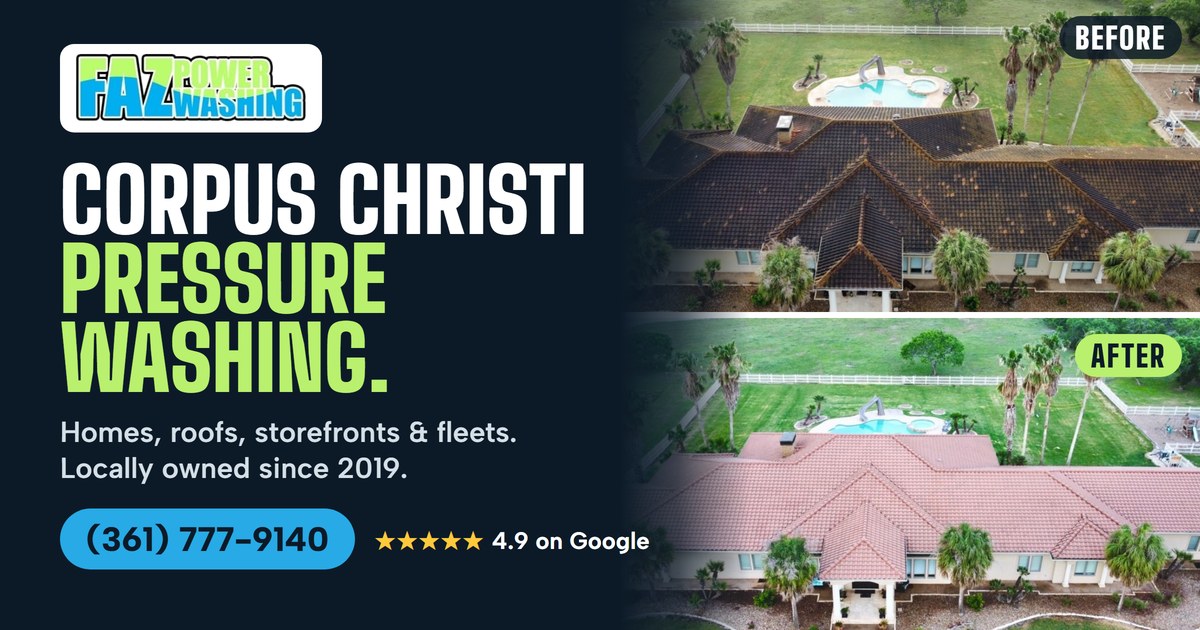 FAZ POWER
WASHING
CORPUS CHRISTI
PRESSURE
WASHING.
Homes, roofs, storefronts & fleets.
Locally owned since 2019.
(361) 777-9140
★★★★★ 4.9 on Google
BEFORE
AFTER